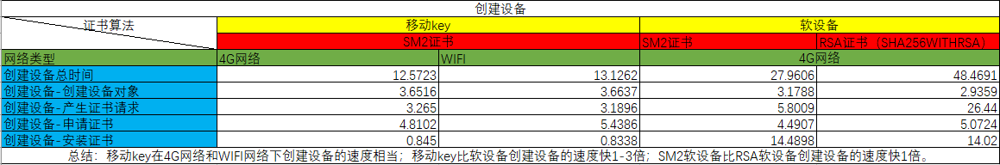 创建设备
证书算法 移动key 软设备
SM2证书 SM2证书 RSA证书（SHA256WITHRSA）
网络类型 4G网络 WIFI 4G网络
创建设备总时间 12.5723 13.1262 27.9606 48.4691
创建设备-创建设备对象 3.6516 3.6637 3.1788 2.9359
创建设备-产生证书请求 3.265 3.1896 5.8009 26.44
创建设备-申请证书 4.8102 5.4386 4.4907 5.0724
创建设备-安装证书 0.845 0.8338 14.4898 14.02
总结：移动key在4G网络和WIFI网络下创建设备的速度相当；移动key比软设备创建设备的速度快1-3倍；SM2软设备比RSA软设备创建设备的速度快1倍。